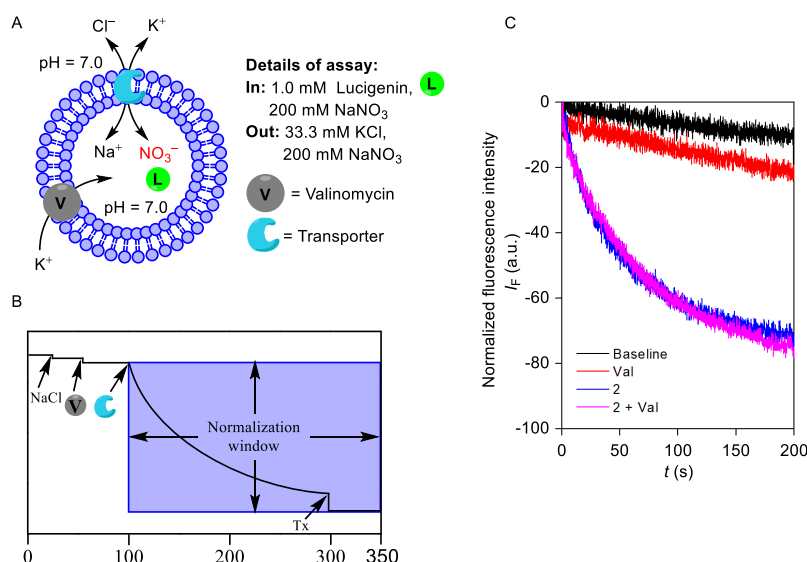 A
Cl⁻ K⁺
pH = 7.0
Na⁺ NO₃⁻
L
V
pH = 7.0
K⁺
Details of assay:
In: 1.0 mM Lucigenin, L
200 mM NaNO₃
Out: 33.3 mM KCl,
200 mM NaNO₃
V = Valinomycin
= Transporter
B
NaCl
V
Normalization
window
Tx
0 100 200 300 350
C
Normalized fluorescence intensity
I_F (a.u.)
0
-20
-40
-60
-80
-100
Baseline
Val
2
2 + Val
0 50 100 150 200
t (s)